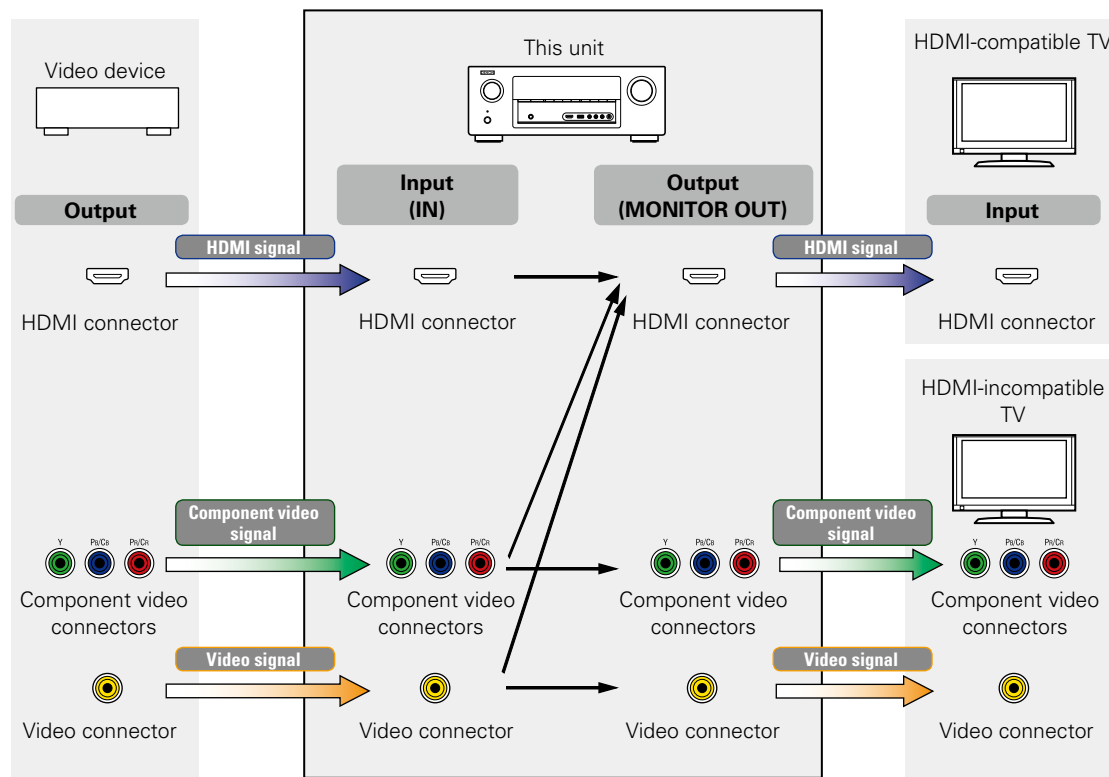 Video device
This unit
HDMI-compatible TV
Output
Input
(IN)
Output
(MONITOR OUT)
Input
HDMI signal
HDMI signal
HDMI connector
HDMI connector
HDMI connector
HDMI connector
HDMI-incompatible
TV
Component video
signal
Component video
signal
Y PB/CB PR/CR
Y PB/CB PR/CR
Y PB/CB PR/CR
Y PB/CB PR/CR
Component video
connectors
Component video
connectors
Component video
connectors
Component video
connectors
Video signal
Video signal
Video connector
Video connector
Video connector
Video connector